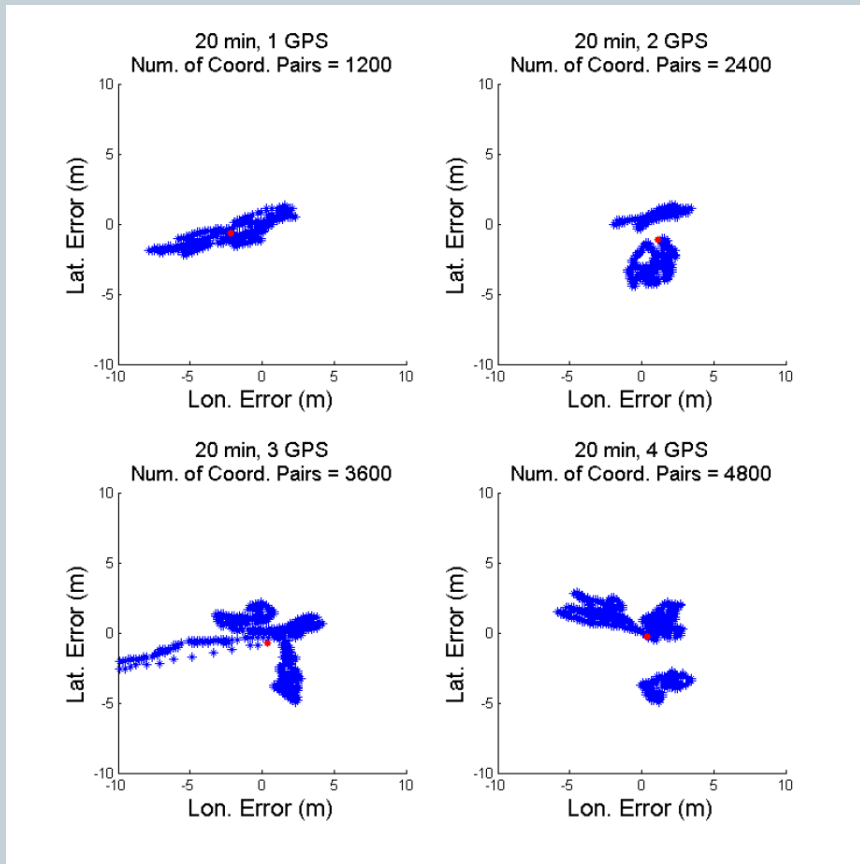 20 min, 1 GPS
Num. of Coord. Pairs = 1200
10
5
0
-5
-10
Lat. Error (m)
-10 -5 0 5 10
Lon. Error (m)
20 min, 2 GPS
Num. of Coord. Pairs = 2400
10
5
0
-5
-10
Lat. Error (m)
-10 -5 0 5 10
Lon. Error (m)
20 min, 3 GPS
Num. of Coord. Pairs = 3600
10
5
0
-5
-10
Lat. Error (m)
-10 -5 0 5 10
Lon. Error (m)
20 min, 4 GPS
Num. of Coord. Pairs = 4800
10
5
0
-5
-10
Lat. Error (m)
-10 -5 0 5 10
Lon. Error (m)